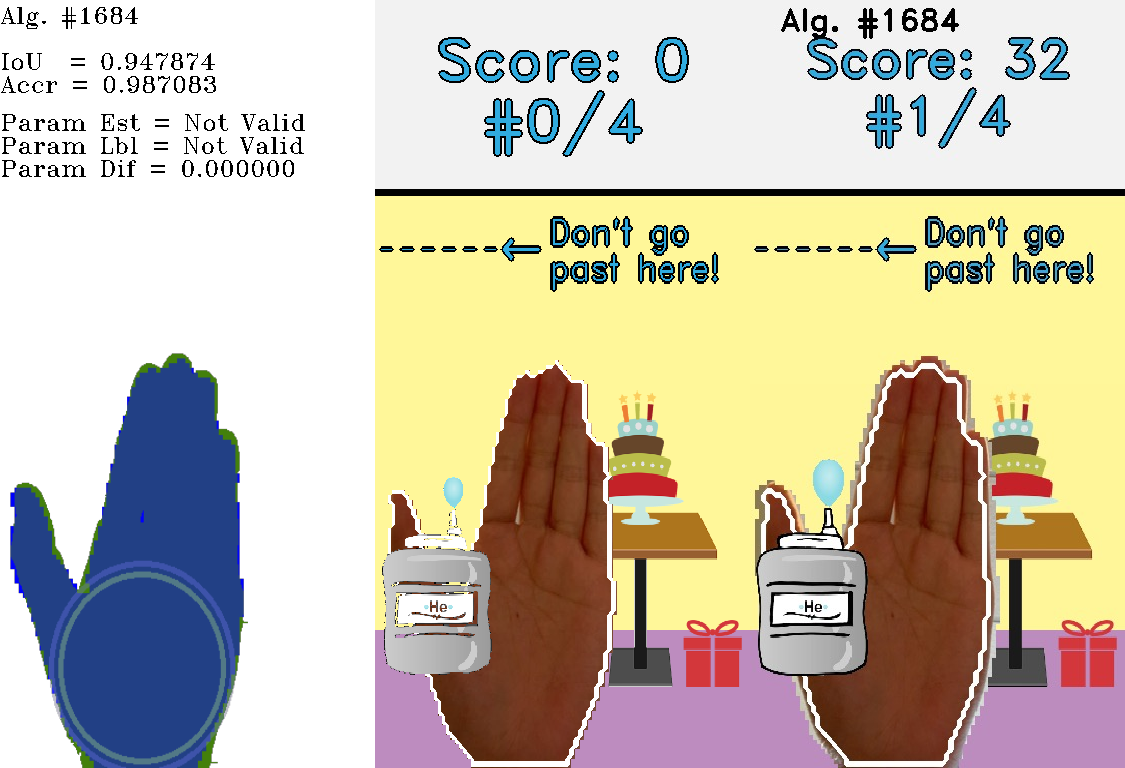 Alg. #1684
IoU = 0.947874
Accr = 0.987083
Param Est = Not Valid
Param Lbl = Not Valid
Param Dif = 0.000000
Score: 0
#0/4
Don't go
past here!
He
Alg. #1684
Score: 32
#1/4
Don't go
past here!
He